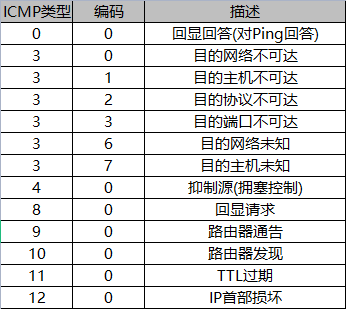 ICMP类型 编码 描述
0 0 回显回答(对Ping回答)
3 0 目的网络不可达
3 1 目的主机不可达
3 2 目的协议不可达
3 3 目的端口不可达
3 6 目的网络未知
3 7 目的主机未知
4 0 抑制源(拥塞控制)
8 0 回显请求
9 0 路由器通告
10 0 路由器发现
11 0 TTL过期
12 0 IP首部损坏